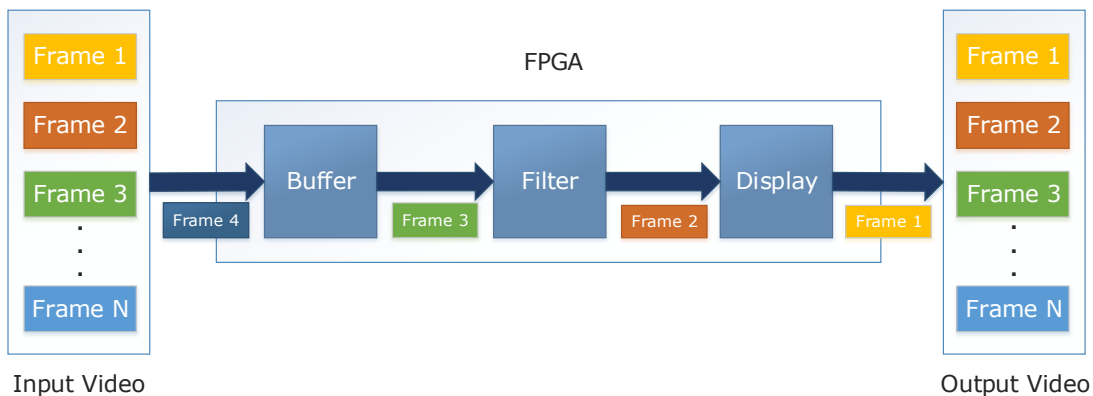 Frame 1
Frame 2
Frame 3
.
.
.
Frame N
Input Video
FPGA
Buffer
Filter
Display
Frame 4
Frame 3
Frame 2
Frame 1
Frame 1
Frame 2
Frame 3
.
.
.
Frame N
Output Video